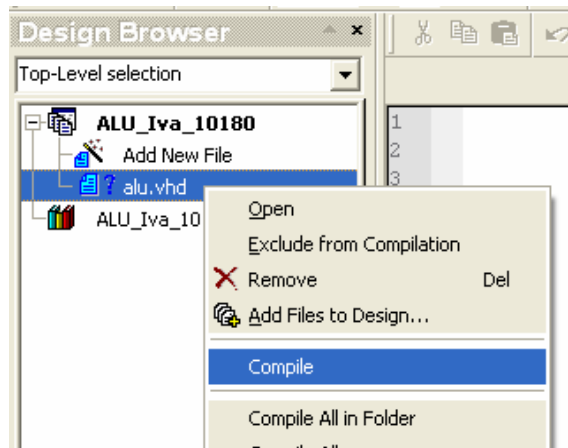 Design Browser
Top-Level selection
ALU_Iva_10180
Add New File
? alu.vhd
ALU_Iva_10
1
2
3
Open
Exclude from Compilation
Remove Del
Add Files to Design...
Compile
Compile All in Folder